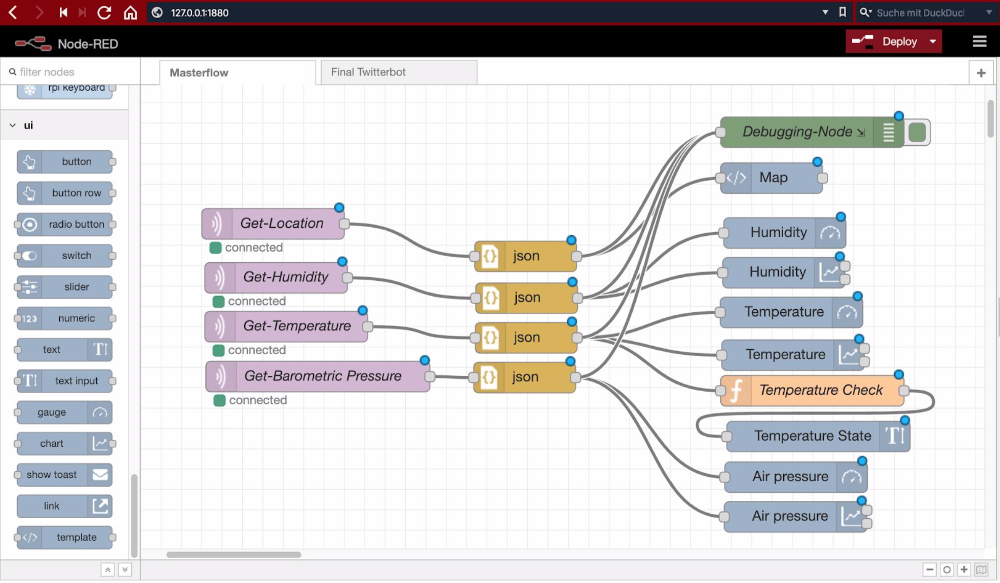 127.0.0.1:1880
Suche mit DuckDuc
Node-RED
Deploy
filter nodes
Masterflow
Final Twitterbot
rpi keyboard
ui
button
button row
radio button
switch
slider
123 numeric
text
text input
gauge
chart
show toast
link
template
Get-Location
connected
Get-Humidity
connected
Get-Temperature
connected
Get-Barometric Pressure
connected
json
json
json
json
Debugging-Node
Map
Humidity
Humidity
Temperature
Temperature
Temperature Check
Temperature State
Air pressure
Air pressure